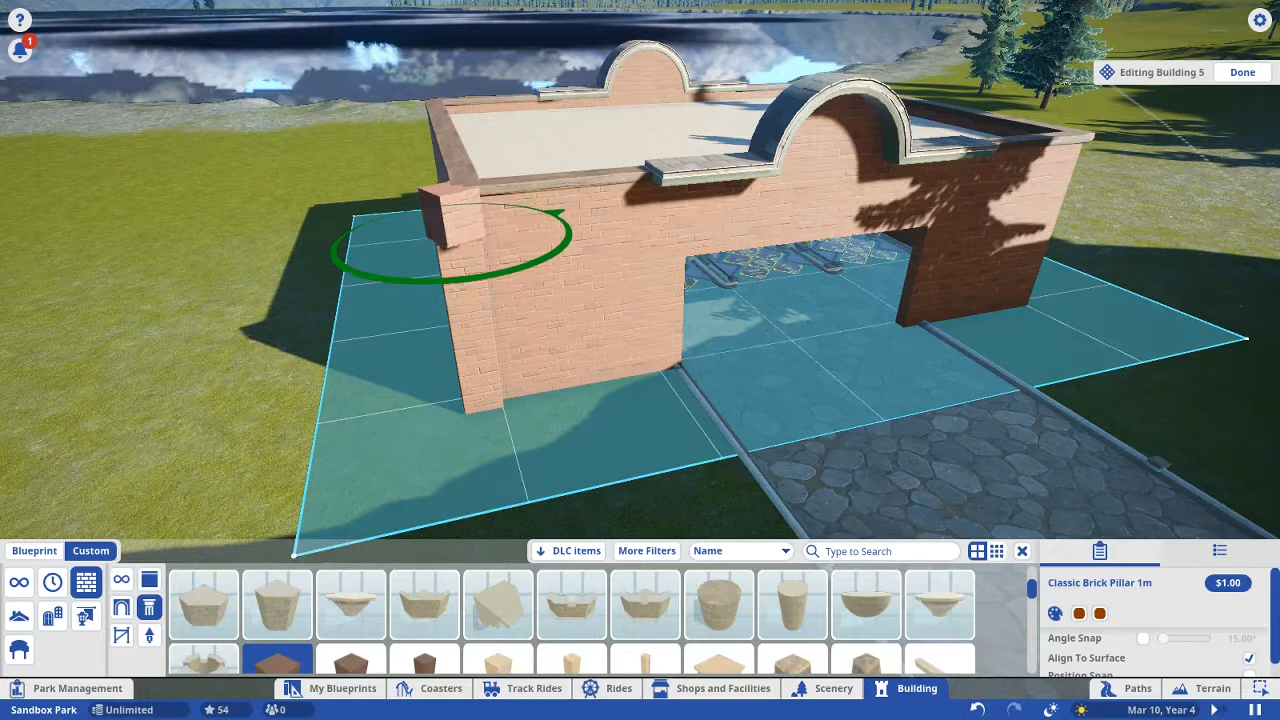 ?
1
Editing Building 5
Done
Blueprint
Custom
DLC items
More Filters
Name
Type to Search
Classic Brick Pillar 1m
$1.00
Angle Snap
15.00°
Align To Surface
Park Management
My Blueprints
Coasters
Track Rides
Rides
Shops and Facilities
Scenery
Building
Paths
Terrain
Sandbox Park
Unlimited
54
0
Mar 10, Year 4